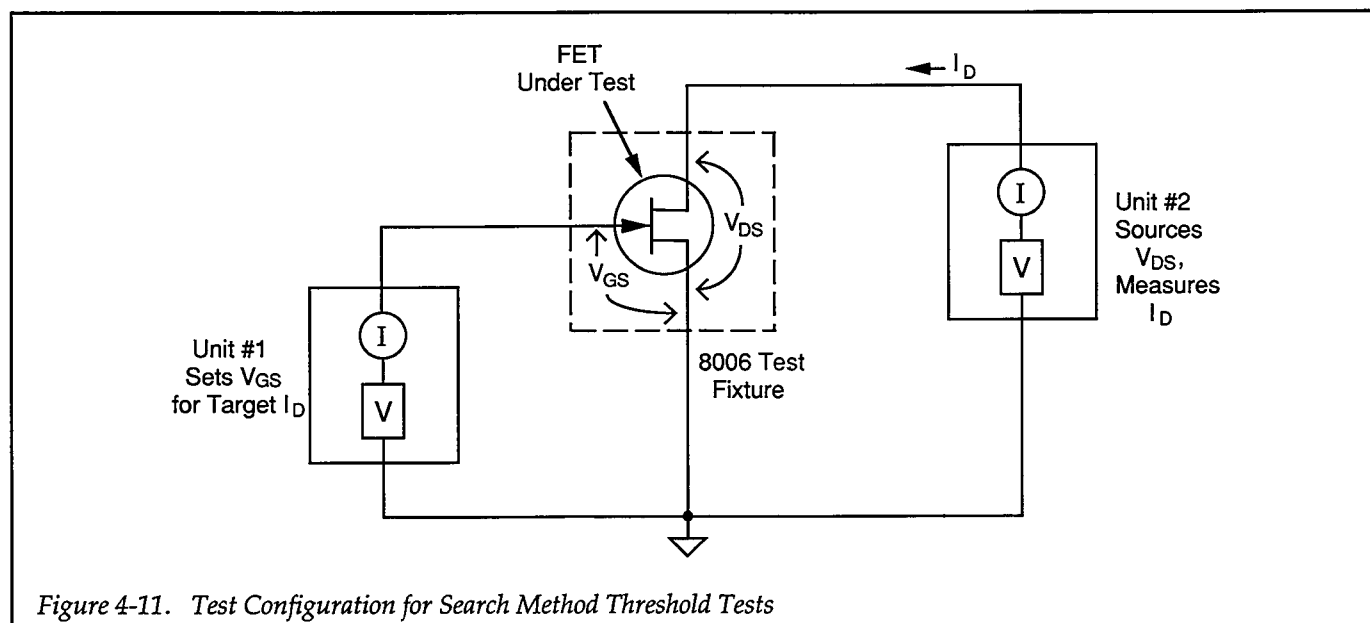 FET
Under Test
I_D
V_DS
V_GS
I
V
Unit #1
Sets V_GS
for Target I_D
8006 Test
Fixture
I
V
Unit #2
Sources
V_DS,
Measures
I_D
Figure 4-11. Test Configuration for Search Method Threshold Tests